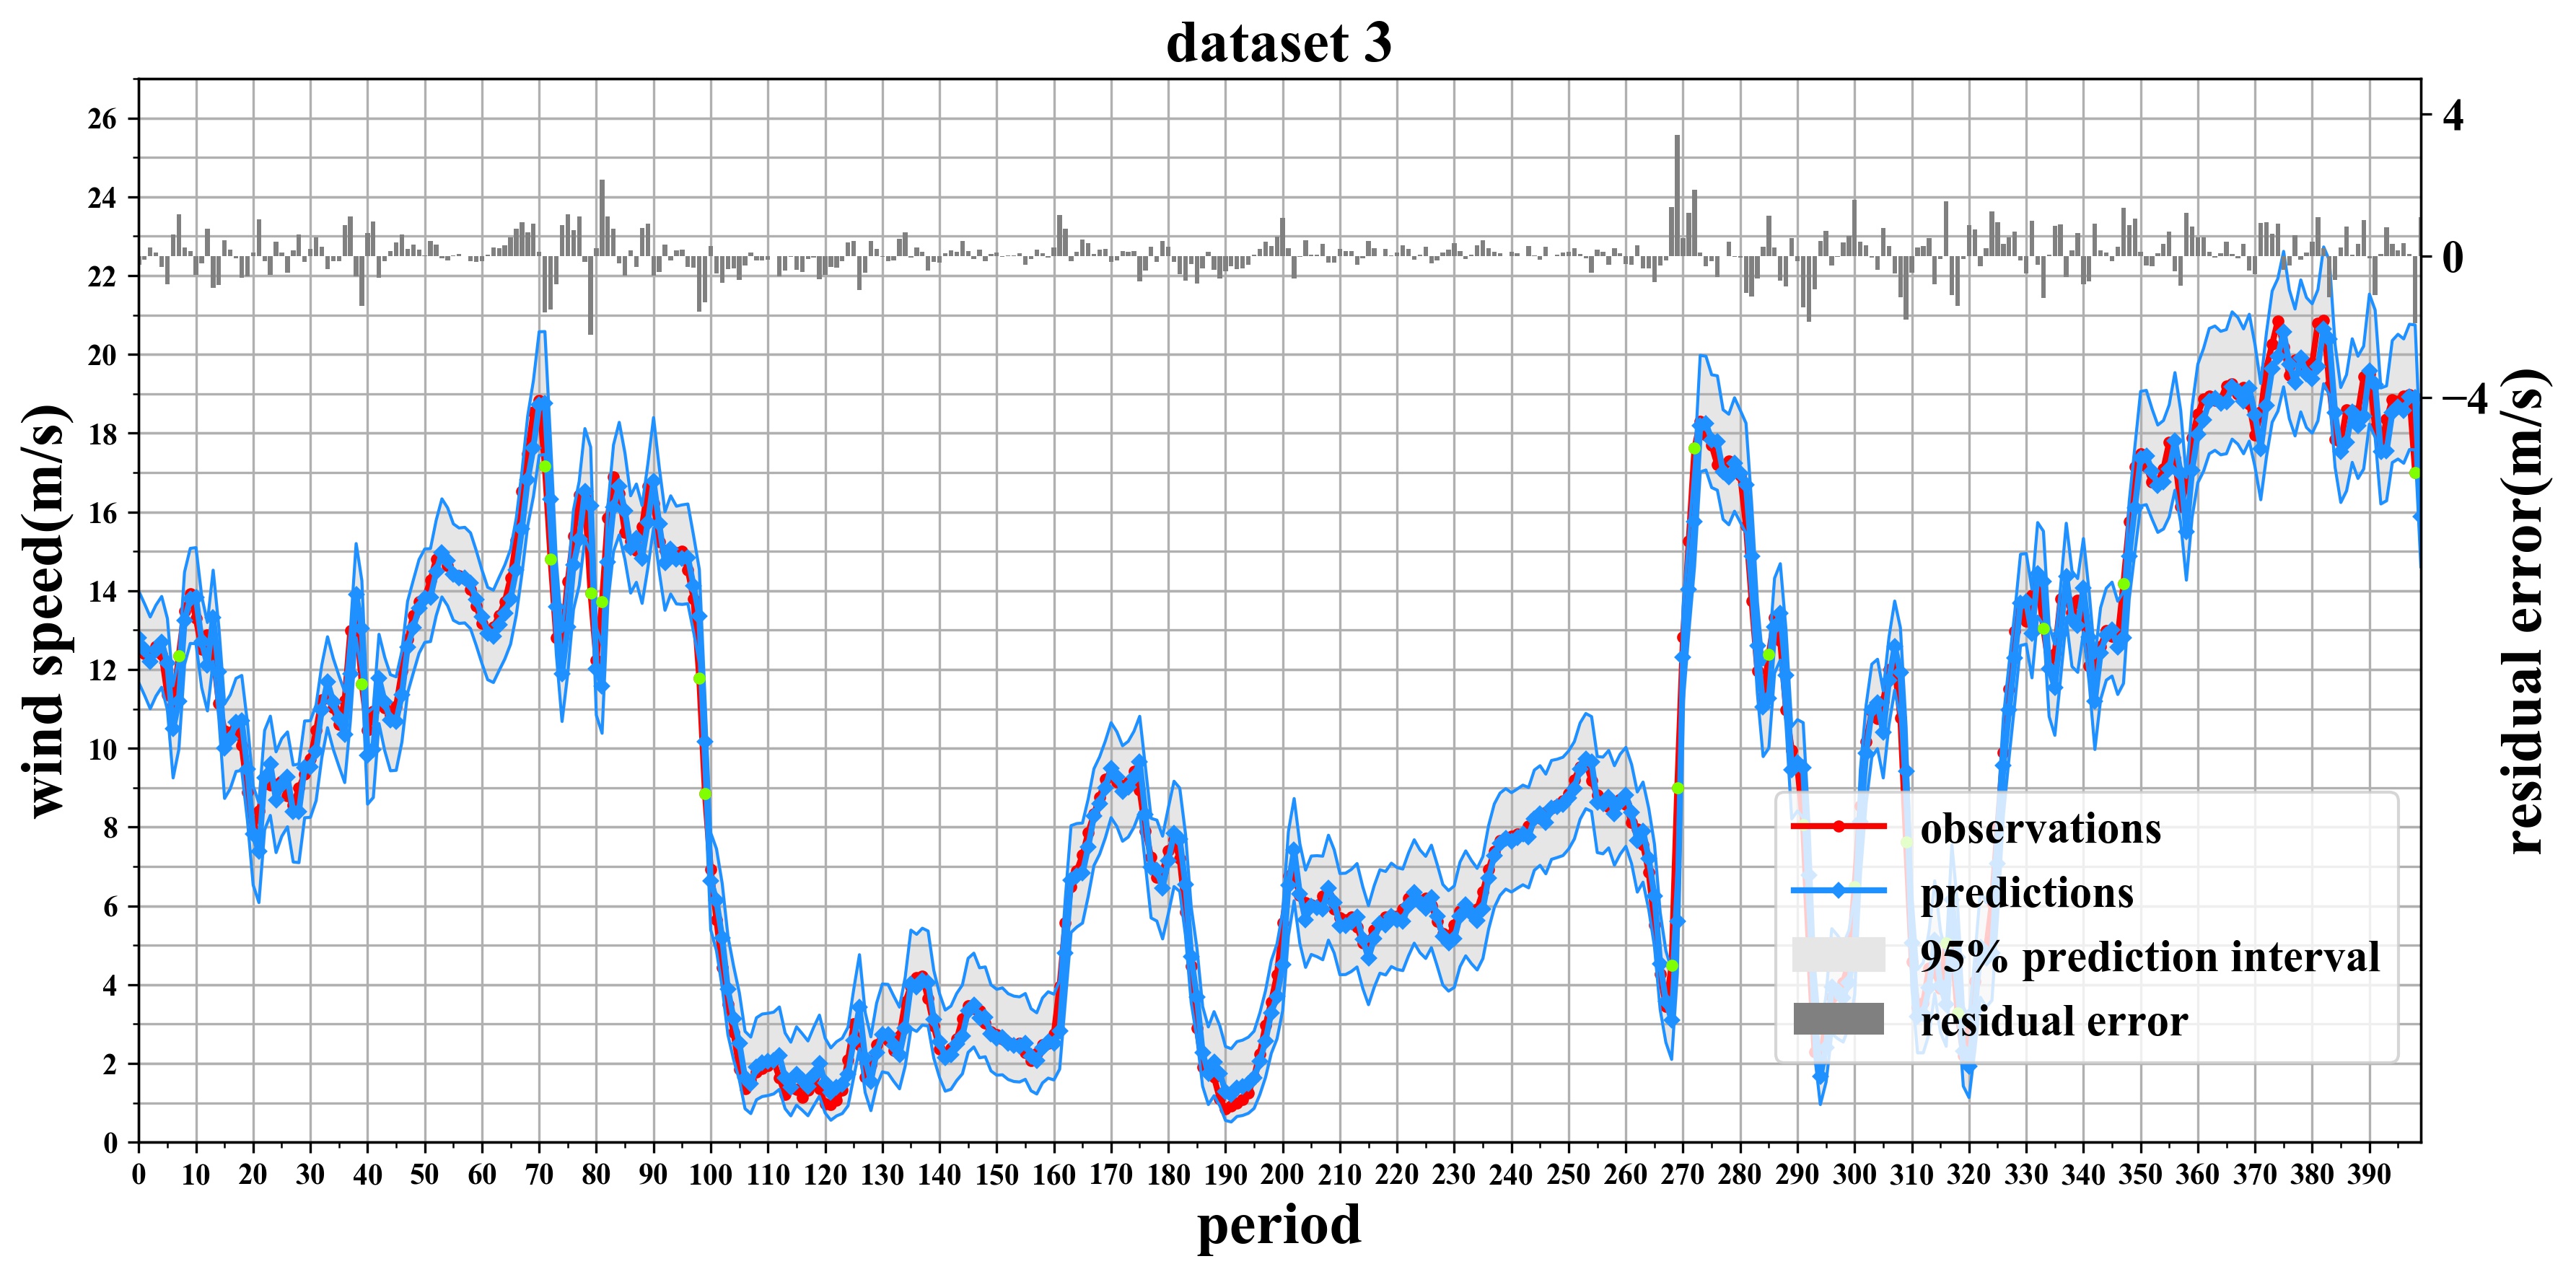 dataset 3
wind speed(m/s)
26
24
22
20
18
16
14
12
10
8
6
4
2
0
4
0
−4
residual error(m/s)
observations
predictions
95% prediction interval
residual error
0 10 20 30 40 50 60 70 80 90 100 110 120 130 140 150 160 170 180 190 200 210 220 230 240 250 260 270 280 290 300 310 320 330 340 350 360 370 380 390
period